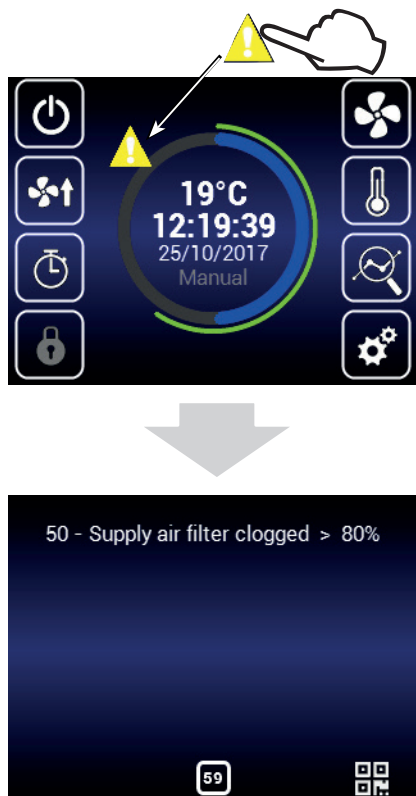 19°C
12:19:39
25/10/2017
Manual
50 - Supply air filter clogged > 80%
59